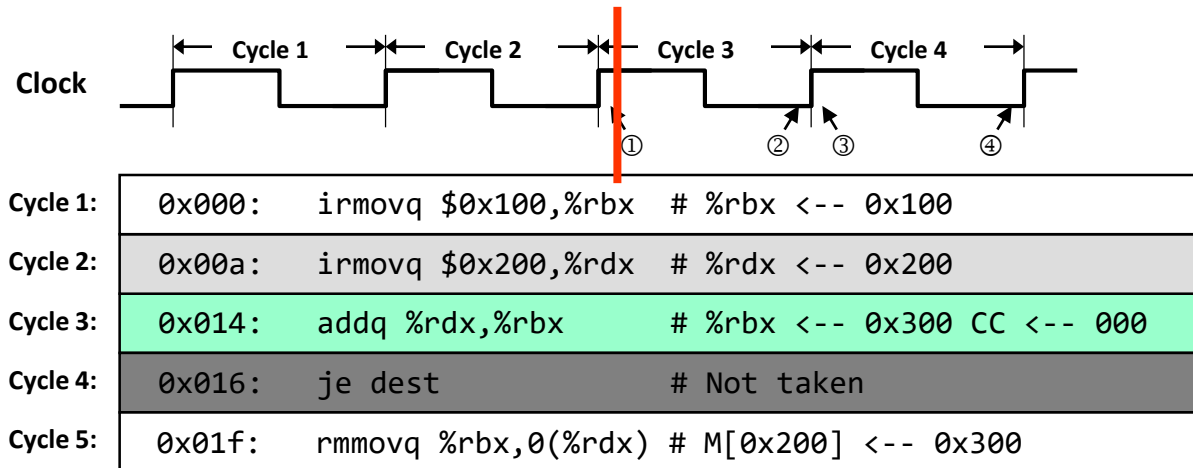 Cycle 1 Cycle 2 Cycle 3 Cycle 4
Clock
① ② ③ ④
Cycle 1: 0x000: irmovq $0x100,%rbx # %rbx <-- 0x100
Cycle 2: 0x00a: irmovq $0x200,%rdx # %rdx <-- 0x200
Cycle 3: 0x014: addq %rdx,%rbx # %rbx <-- 0x300 CC <-- 000
Cycle 4: 0x016: je dest # Not taken
Cycle 5: 0x01f: rmmovq %rbx,0(%rdx) # M[0x200] <-- 0x300